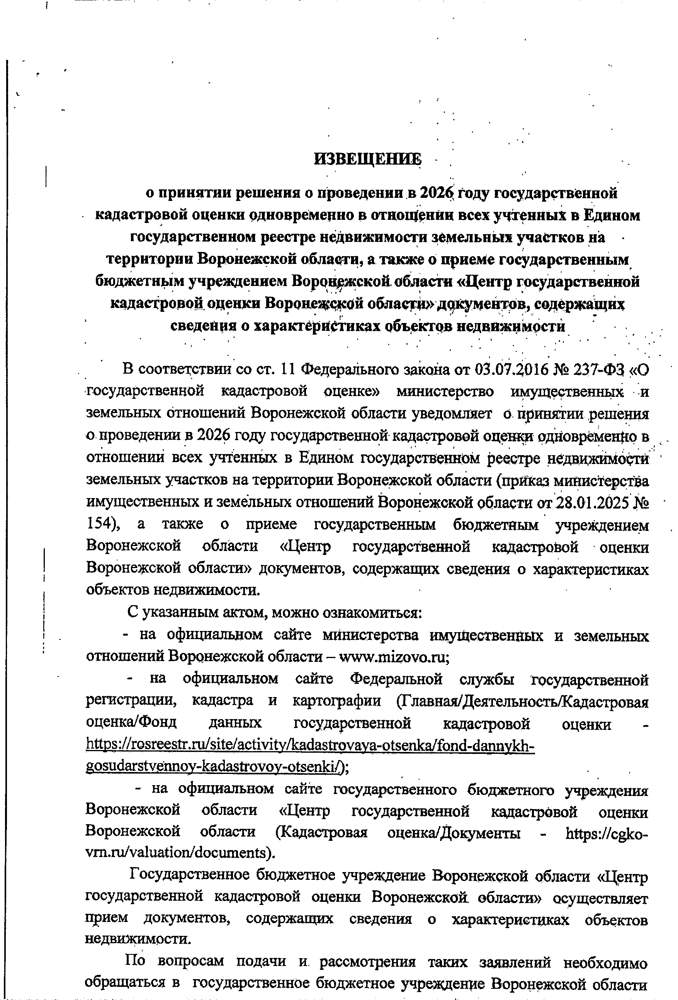 ИЗВЕЩЕНИЕ
о принятии решения о проведении в 2026 году государственной
кадастровой оценки одновременно в отношении всех учтенных в Едином
государственном реестре недвижимости земельных участков на
территории Воронежской области, а также о приеме государственным
бюджетным учреждением Воронежской области «Центр государственной
кадастровой оценки Воронежской области» документов, содержащих
сведения о характеристиках объектов недвижимости
В соответствии со ст. 11 Федерального закона от 03.07.2016 № 237-ФЗ «О
государственной кадастровой оценке» министерство имущественных и
земельных отношений Воронежской области уведомляет о принятии решения
о проведении в 2026 году государственной кадастровой оценки одновременно в
отношении всех учтенных в Едином государственном реестре недвижимости
земельных участков на территории Воронежской области (приказ министерства
имущественных и земельных отношений Воронежской области от 28.01.2025 №
154), а также о приеме государственным бюджетным учреждением
Воронежской области «Центр государственной кадастровой оценки
Воронежской области» документов, содержащих сведения о характеристиках
объектов недвижимости.
С указанным актом, можно ознакомиться:
- на официальном сайте министерства имущественных и земельных
отношений Воронежской области – www.mizovo.ru;
- на официальном сайте Федеральной службы государственной
регистрации, кадастра и картографии (Главная/Деятельность/Кадастровая
оценка/Фонд данных государственной кадастровой оценки -
https://rosreestr.ru/site/activity/kadastrovaya-otsenka/fond-dannykh-
gosudarstvennoy-kadastrovoy-otsenki/);
- на официальном сайте государственного бюджетного учреждения
Воронежской области «Центр государственной кадастровой оценки
Воронежской области (Кадастровая оценка/Документы - https://cgko-
vrn.ru/valuation/documents).
Государственное бюджетное учреждение Воронежской области «Центр
государственной кадастровой оценки Воронежской области» осуществляет
прием документов, содержащих сведения о характеристиках объектов
недвижимости.
По вопросам подачи и рассмотрения таких заявлений необходимо
обращаться в государственное бюджетное учреждение Воронежской области